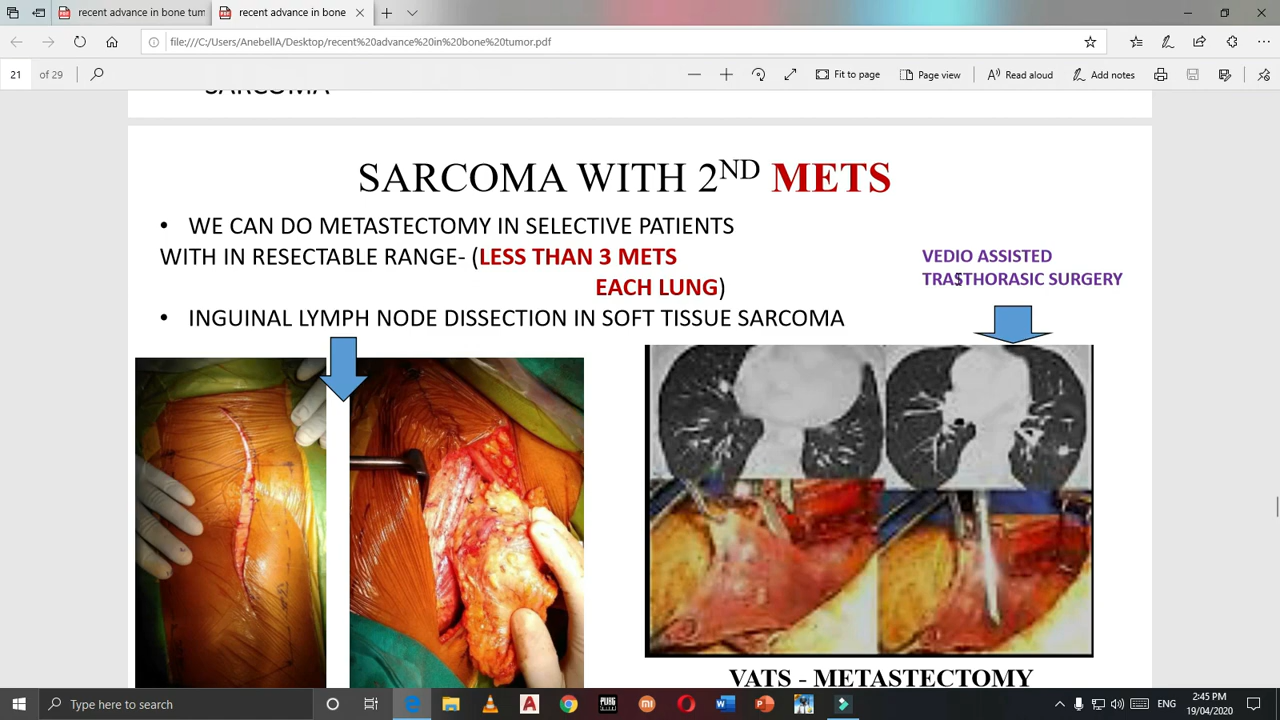 recent advance in bone tum
recent advance in bone
file:///C:/Users/AnebellA/Desktop/recent%20advance%20in%20bone%20tumor.pdf
21 of 29
Fit to page
Page view
Read aloud
Add notes
SARCOMA
SARCOMA WITH 2ND METS
• WE CAN DO METASTECTOMY IN SELECTIVE PATIENTS
WITH IN RESECTABLE RANGE- (LESS THAN 3 METS
EACH LUNG)
• INGUINAL LYMPH NODE DISSECTION IN SOFT TISSUE SARCOMA
VEDIO ASSISTED
TRASTHORASIC SURGERY
VATS - METASTECTOMY
Type here to search
ENG
2:45 PM
19/04/2020